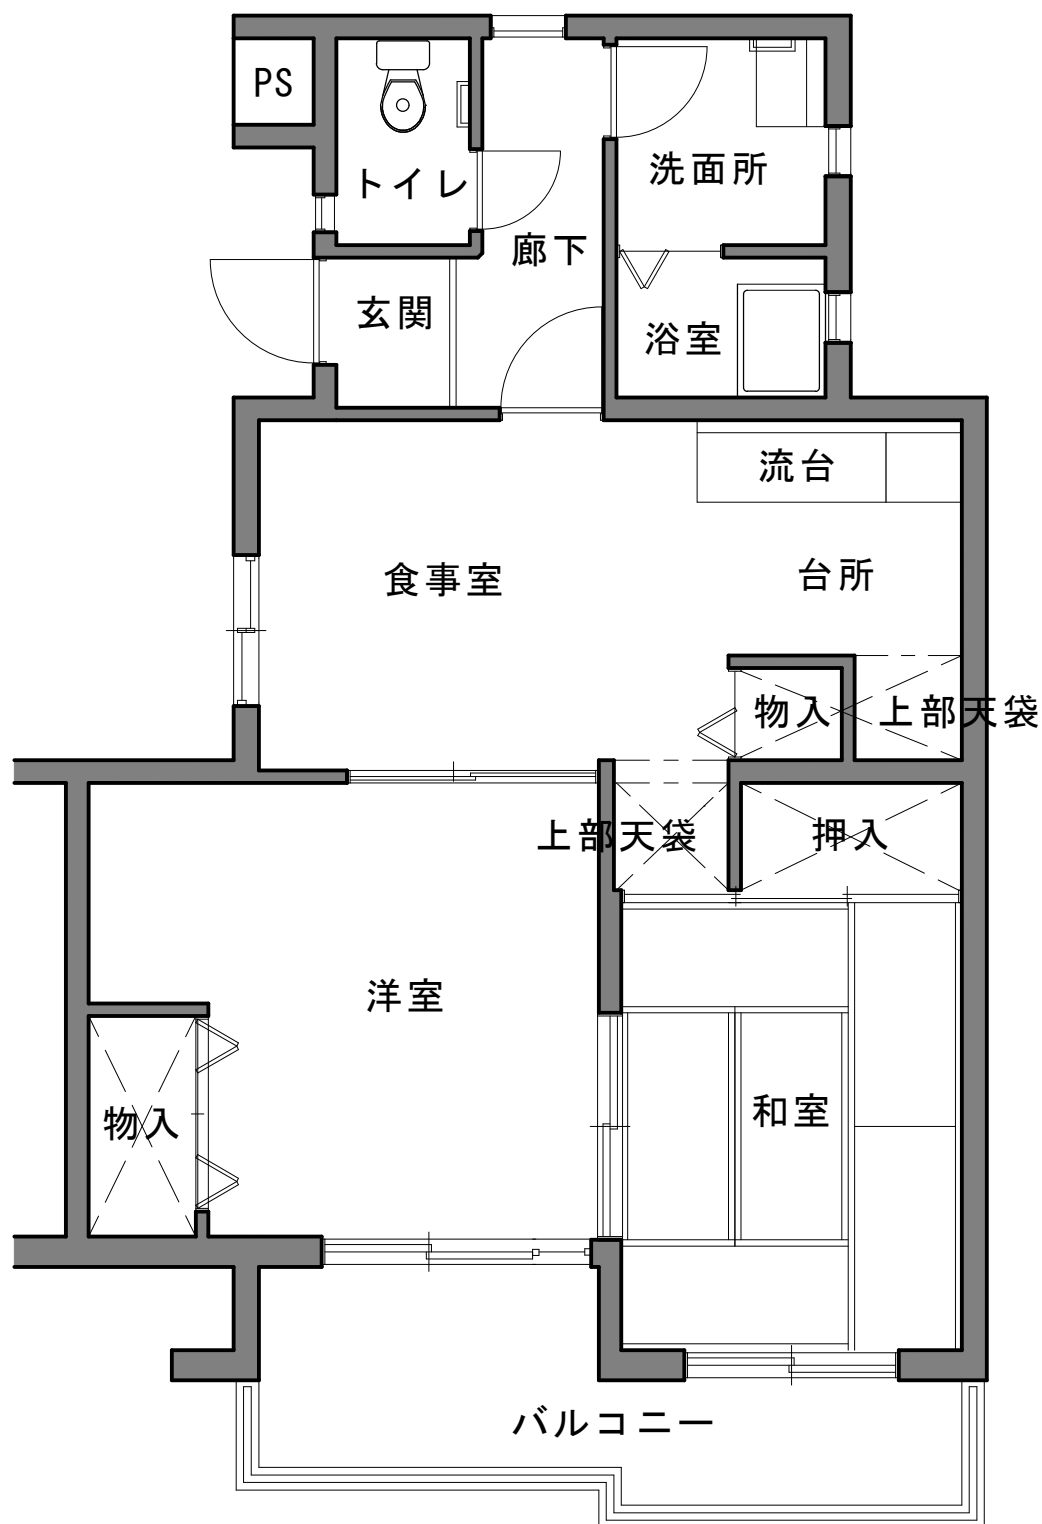 PS
トイレ
洗面所
廊下
玄関
浴室
流台
食事室
台所
物入
上部天袋
上部天袋
押入
洋室
物入
和室
バルコニー